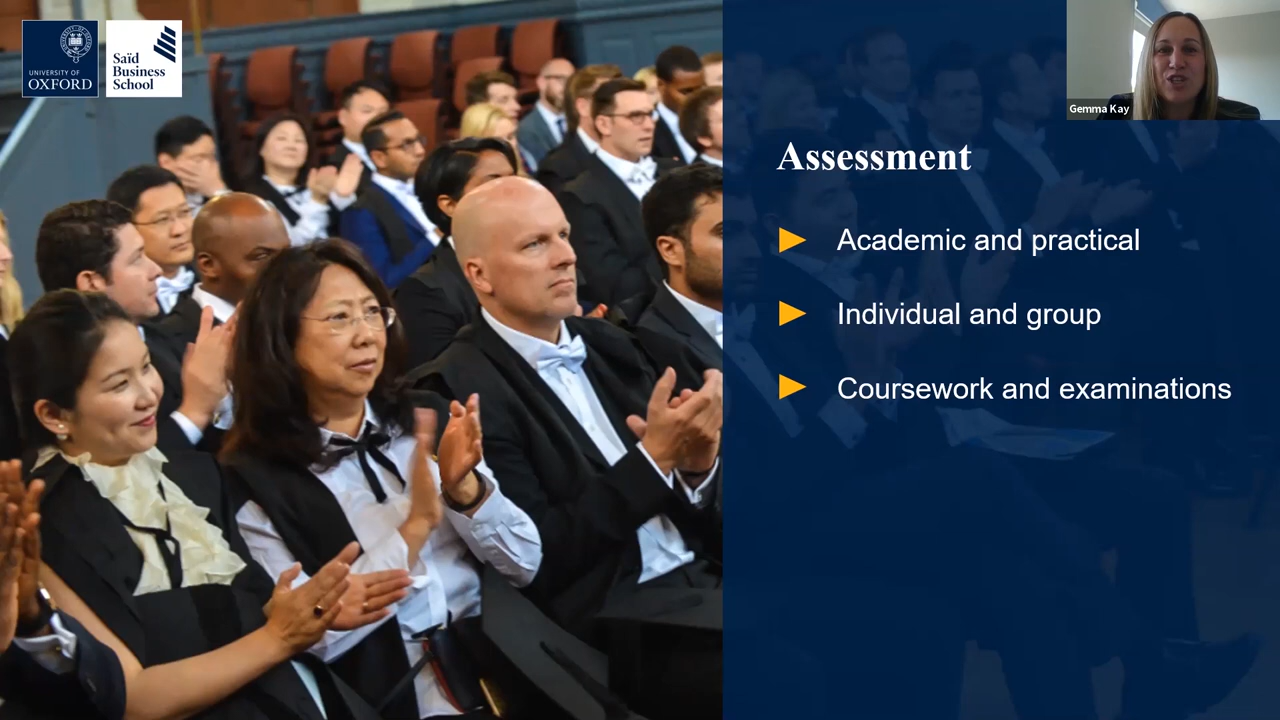 UNIVERSITY OF
OXFORD
Saïd
Business
School
Gemma Kay
Assessment
Academic and practical
Individual and group
Coursework and examinations